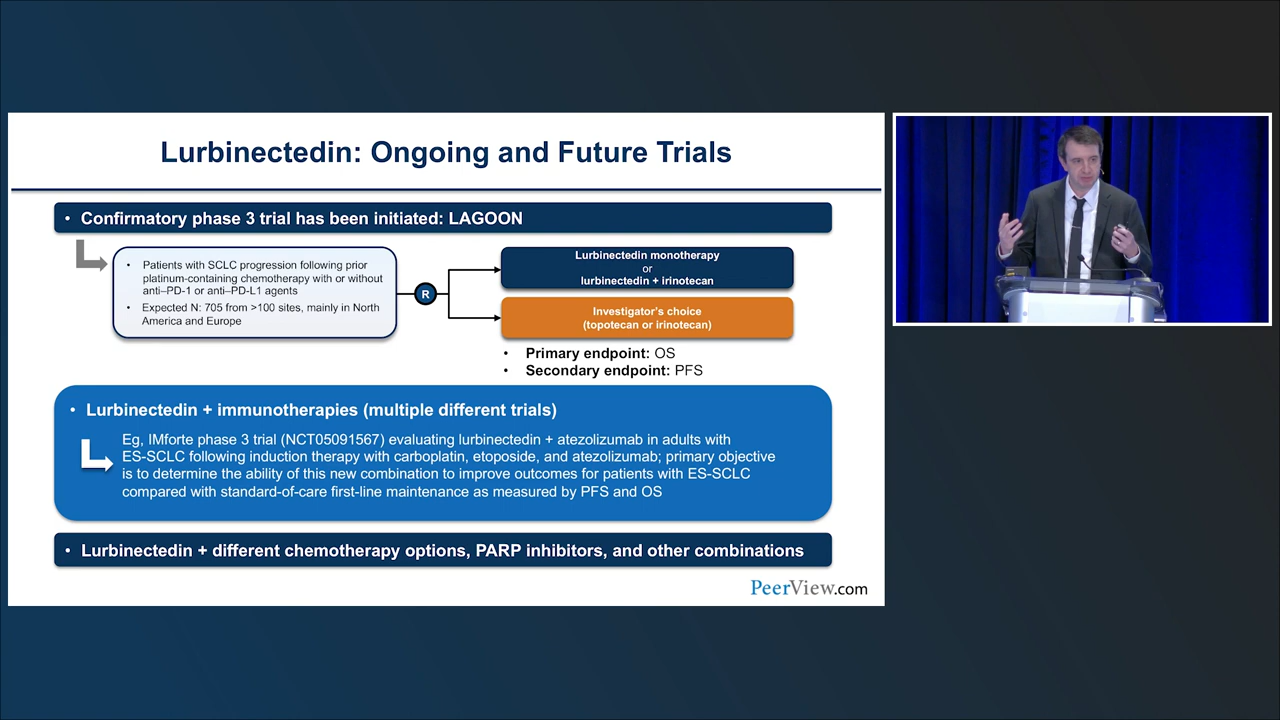 Lurbinectedin: Ongoing and Future Trials
• Confirmatory phase 3 trial has been initiated: LAGOON
• Patients with SCLC progression following prior
platinum-containing chemotherapy with or without
anti–PD-1 or anti–PD-L1 agents
• Expected N: 705 from >100 sites, mainly in North
America and Europe
R
Lurbinectedin monotherapy
or
lurbinectedin + irinotecan
Investigator's choice
(topotecan or irinotecan)
• Primary endpoint: OS
• Secondary endpoint: PFS
• Lurbinectedin + immunotherapies (multiple different trials)
Eg, IMforte phase 3 trial (NCT05091567) evaluating lurbinectedin + atezolizumab in adults with
ES-SCLC following induction therapy with carboplatin, etoposide, and atezolizumab; primary objective
is to determine the ability of this new combination to improve outcomes for patients with ES-SCLC
compared with standard-of-care first-line maintenance as measured by PFS and OS
• Lurbinectedin + different chemotherapy options, PARP inhibitors, and other combinations
PeerView.com